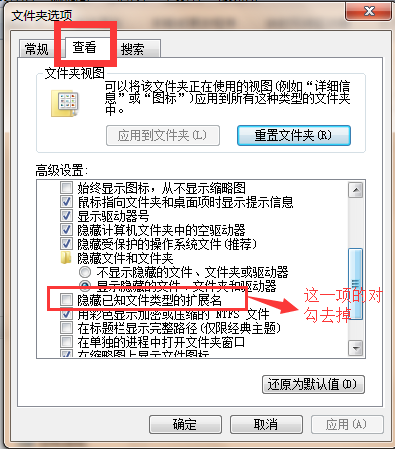 文件夹选项
常规
查看
搜索
文件夹视图
可以将该文件夹正在使用的视图(例如“详细信
息”或“图标”)应用到所有这种类型的文件夹
中。
应用到文件夹(L)
重置文件夹(R)
高级设置:
始终显示图标，从不显示缩略图
鼠标指向文件夹和桌面项时显示提示信息
显示驱动器号
隐藏计算机文件夹中的空驱动器
隐藏受保护的操作系统文件(推荐)
隐藏文件和文件夹
不显示隐藏的文件、文件夹或驱动器
显示隐藏的文件、文件夹和驱动器
隐藏已知文件类型的扩展名
这一项的对
勾去掉
用彩色显示加密或压缩的 NTFS 文件
在标题栏显示完整路径(仅限经典主题)
在单独的进程中打开文件夹窗口
在缩略图上显示文件图标
还原为默认值(D)
确定
取消
应用(A)